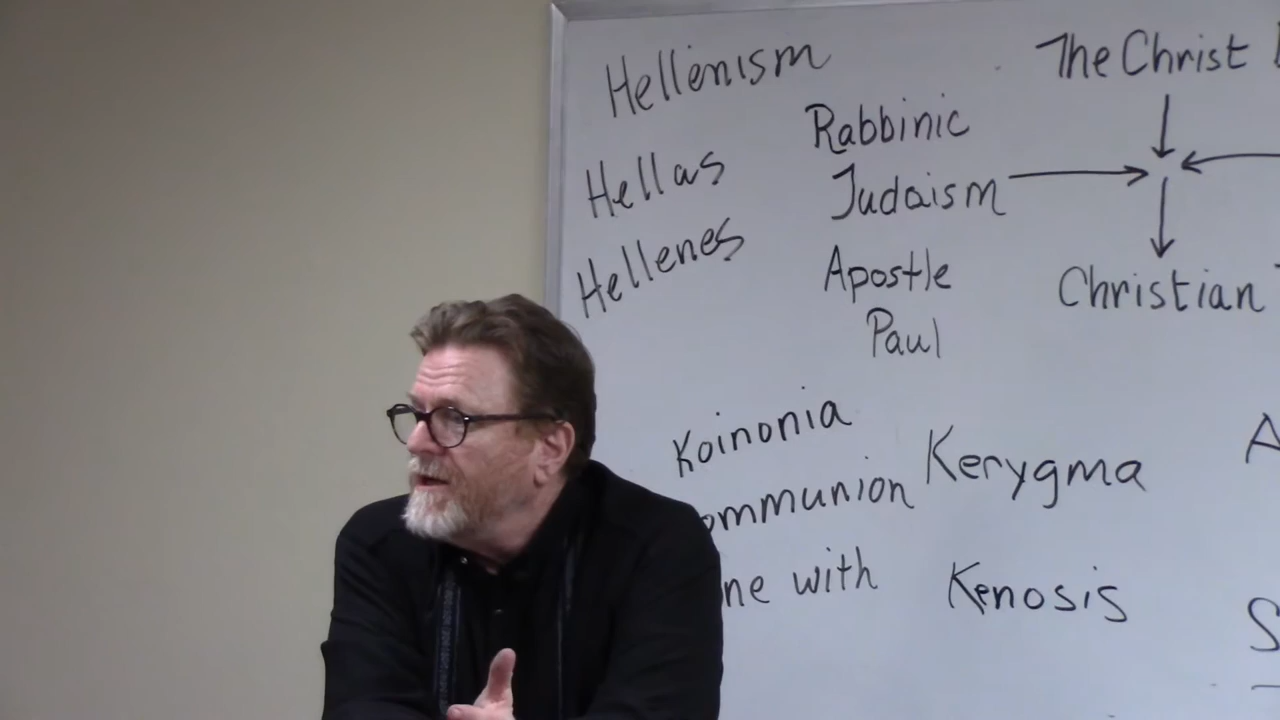 Hellenism
Hellas
Hellenes
Rabbinic
Judaism
Apostle
Paul
The Christ
Christian
Koinonia
ommunion
ne with
Kerygma
Kenosis
A
S